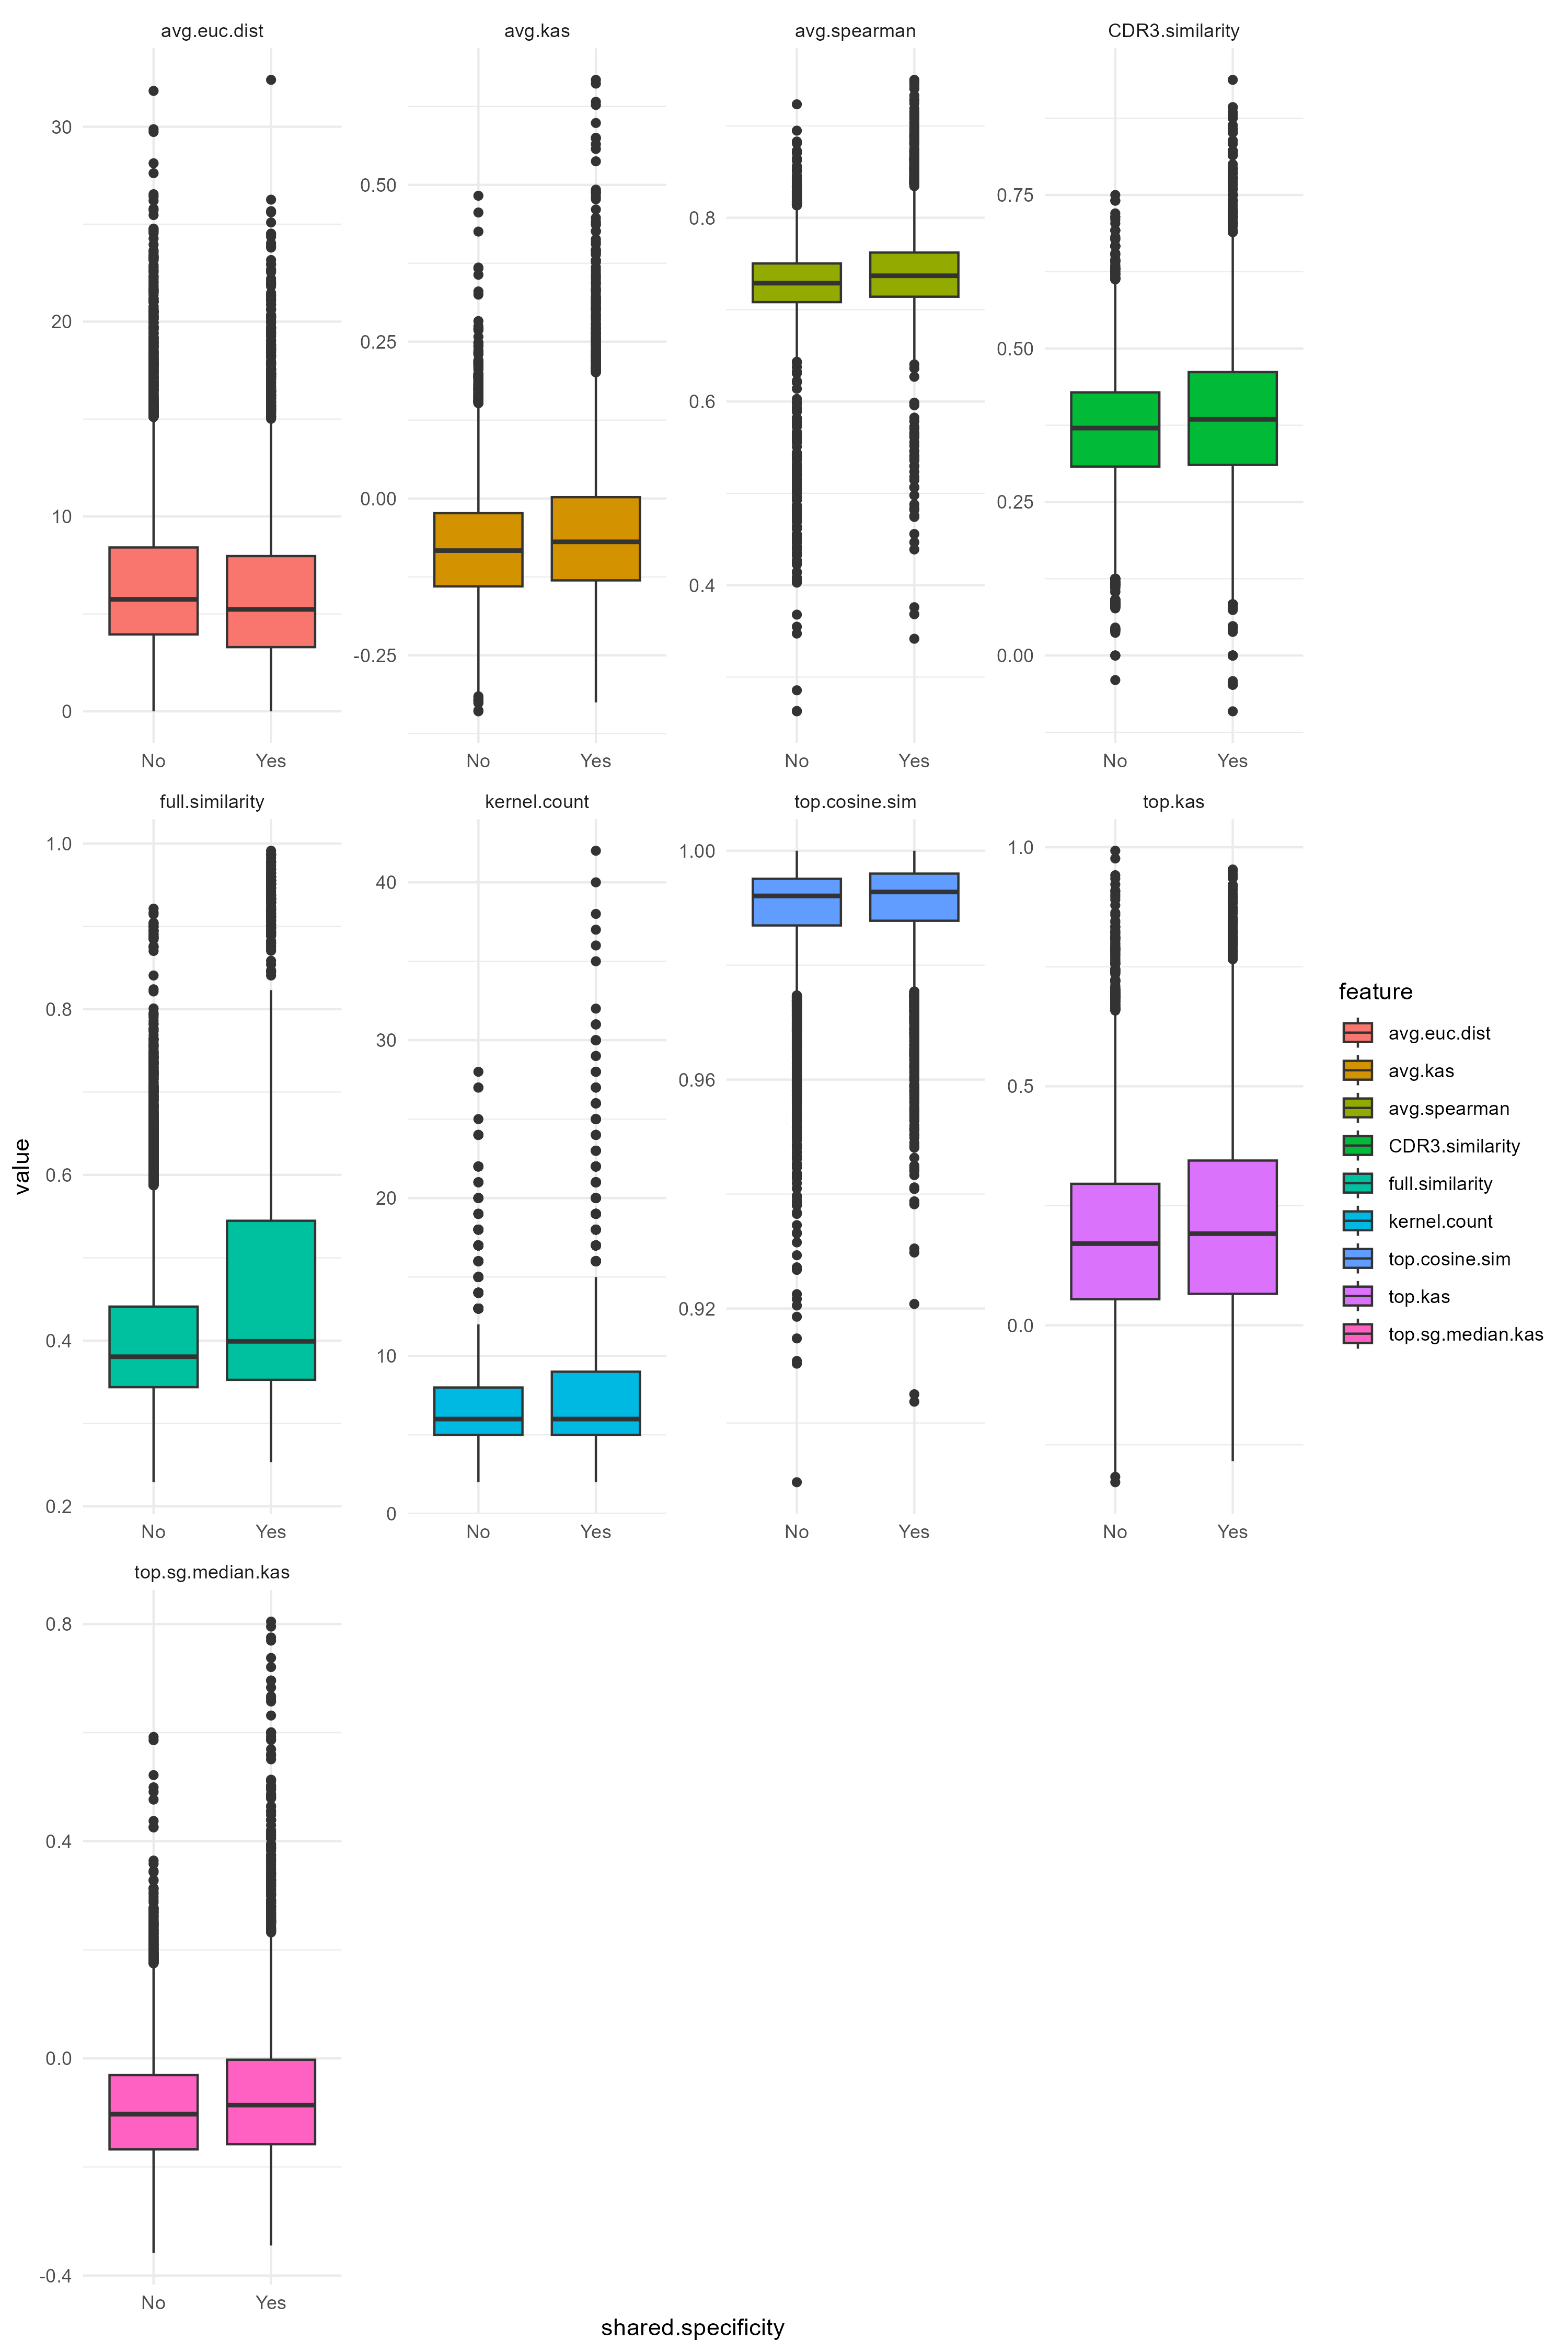 avg.euc.dist avg.kas avg.spearman CDR3.similarity
30
20
10
0
0.50
0.25
0.00
-0.25
0.8
0.6
0.4
0.75
0.50
0.25
0.00
No Yes No Yes No Yes No Yes
full.similarity kernel.count top.cosine.sim top.kas
1.0
0.8
0.6
0.4
0.2
40
30
20
10
0
1.00
0.96
0.92
1.0
0.5
0.0
No Yes No Yes No Yes No Yes
top.sg.median.kas
0.8
0.4
0.0
-0.4
No Yes
value
shared.specificity
feature
avg.euc.dist
avg.kas
avg.spearman
CDR3.similarity
full.similarity
kernel.count
top.cosine.sim
top.kas
top.sg.median.kas